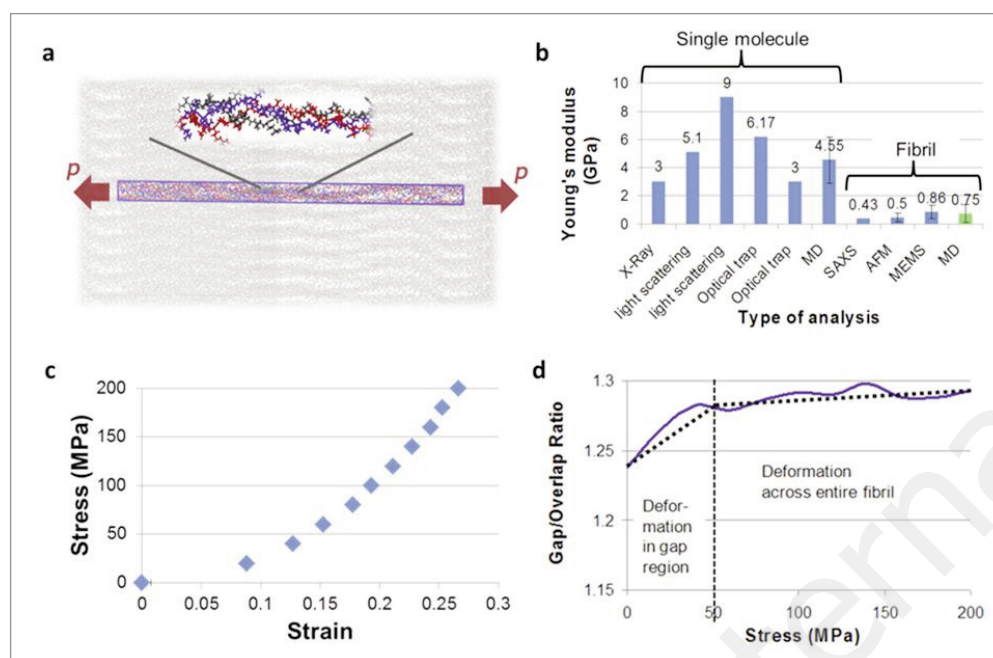 a
p
p
b
Single molecule
Fibril
Young's modulus
(GPa)
10
8
6
4
2
0
3
5.1
9
6.17
3
4.55
0.43
0.5
0.86
0.75
X-Ray
light scattering
light scattering
Optical trap
Optical trap
MD
SAXS
AFM
MEMS
MD
Type of analysis
c
Stress (MPa)
200
150
100
50
0
0
0.05
0.1
0.15
0.2
0.25
0.3
Strain
d
Gap/Overlap Ratio
1.3
1.25
1.2
1.15
Defor-
mation
in gap
region
Deformation
across entire fibril
0
50
100
150
200
Stress (MPa)